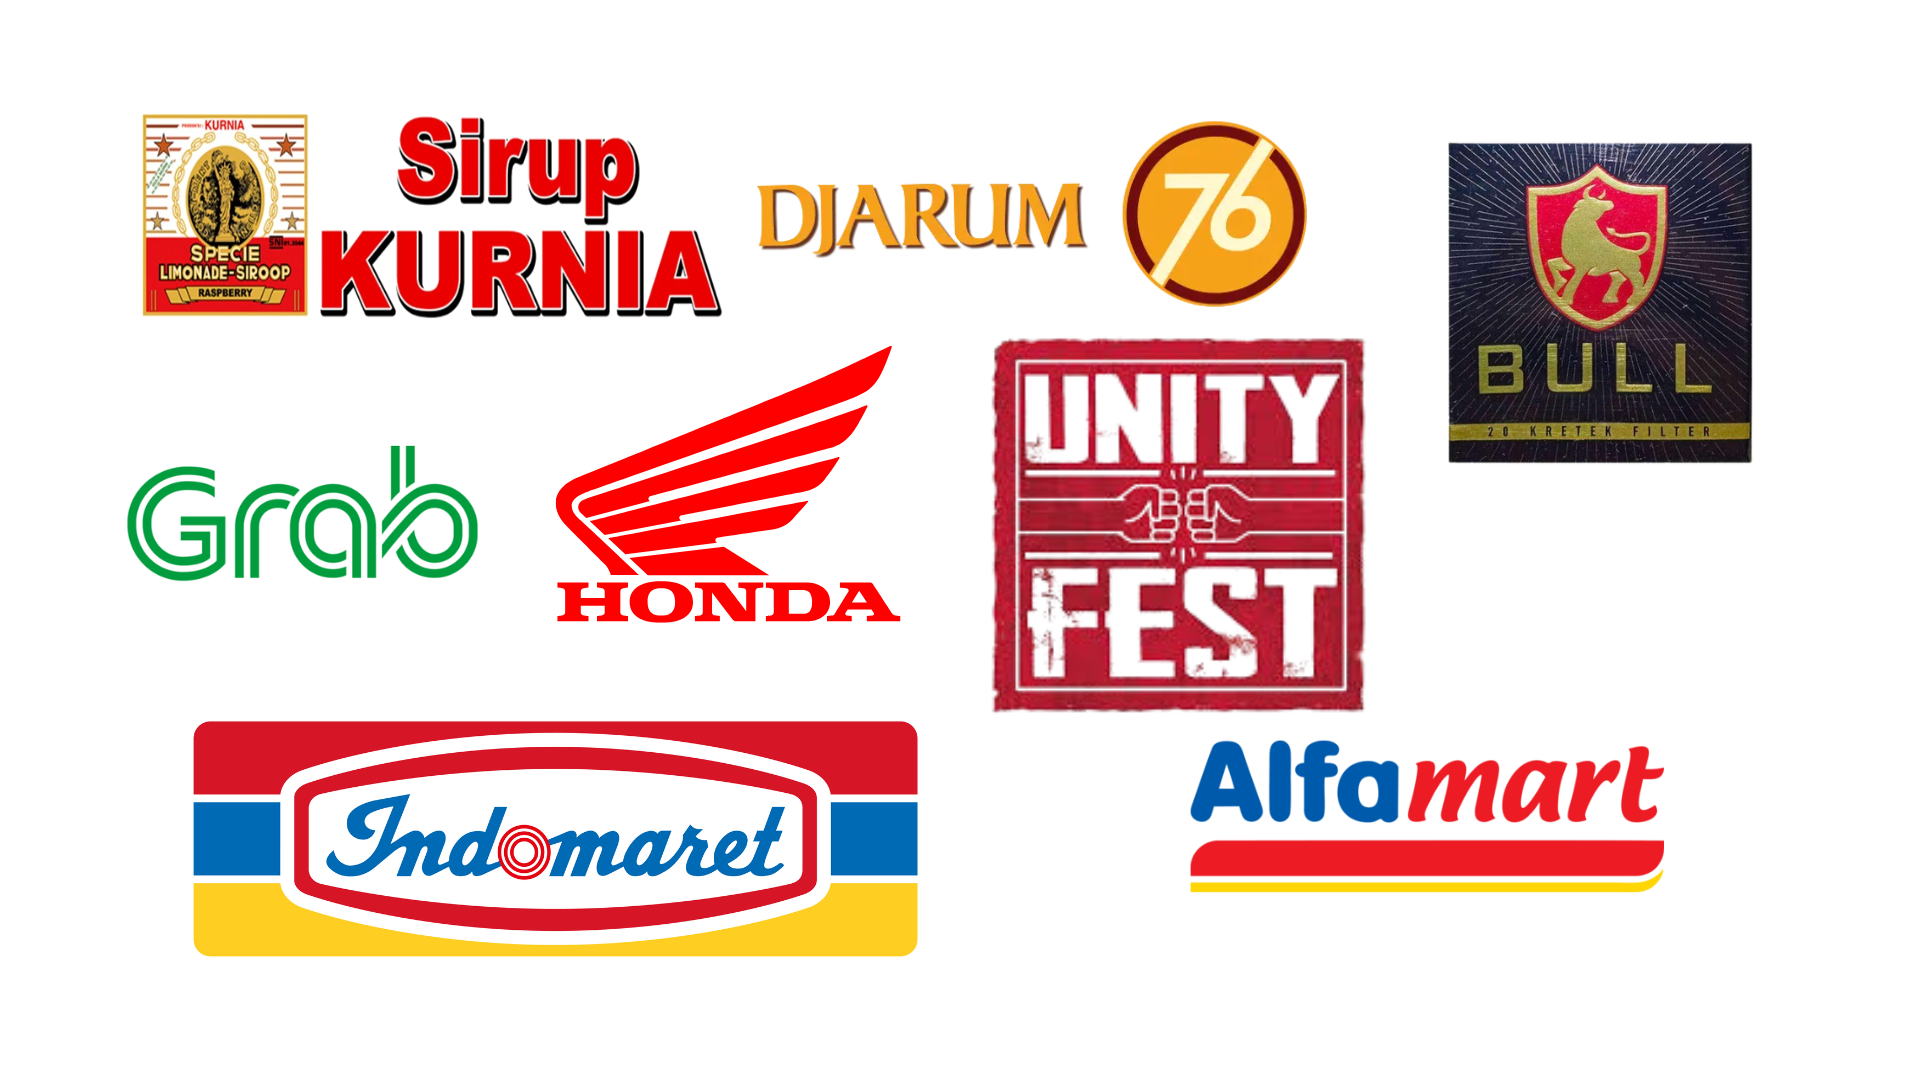 KURNIA
SPECIE
LIMONADE-SIROOP
RASPBERRY
Sirup
KURNIA
DJARUM
76
BULL
20 KRETEK FILTER
Grab
HONDA
UNITY
FEST
Indomaret
Alfamart